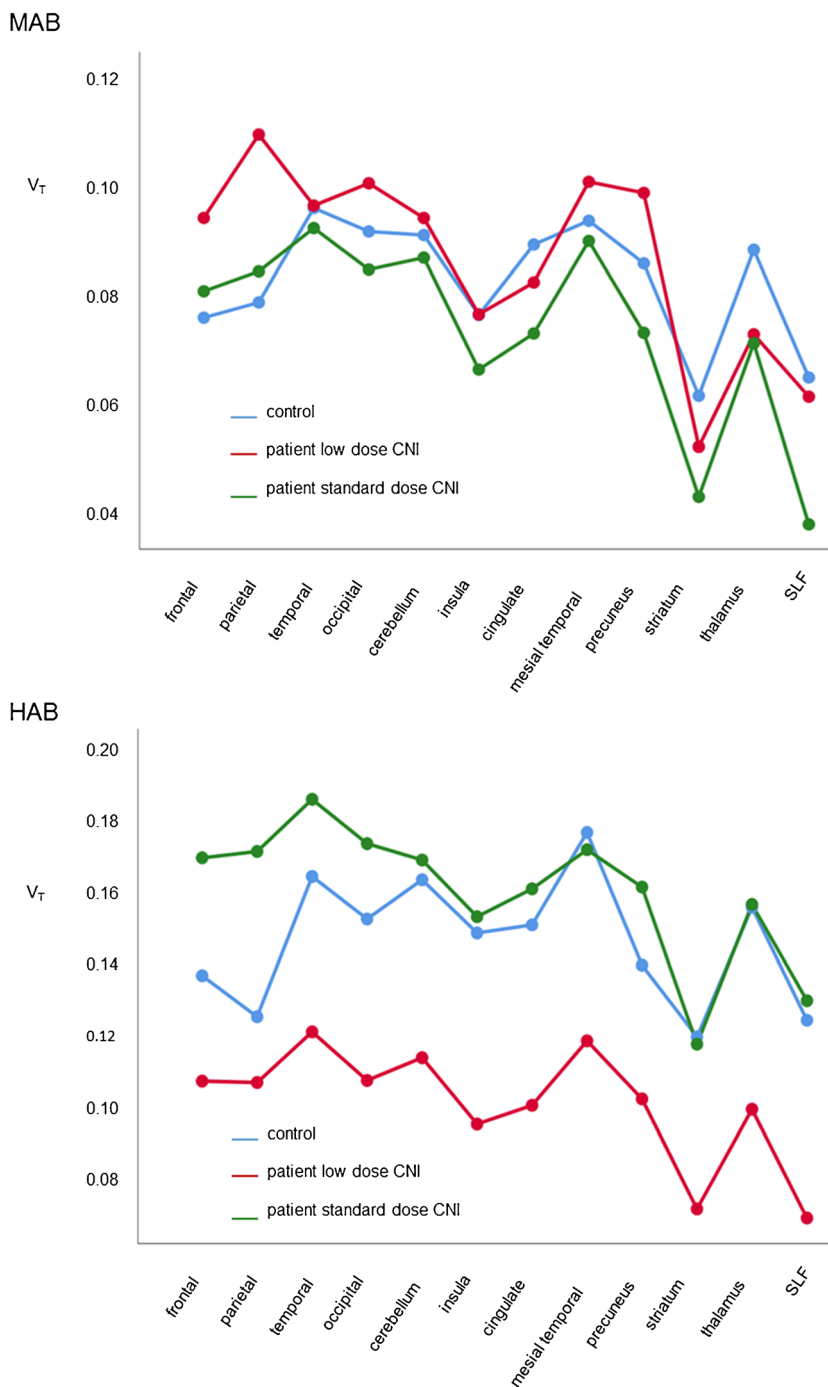 MAB
0.12
V_T
0.10
0.08
0.06
0.04
control
patient low dose CNI
patient standard dose CNI
frontal
parietal
temporal
occipital
cerebellum
insula
cingulate
mesial temporal
precuneus
striatum
thalamus
SLF
HAB
0.20
0.18
V_T
0.16
0.14
0.12
0.10
0.08
control
patient low dose CNI
patient standard dose CNI
frontal
parietal
temporal
occipital
cerebellum
insula
cingulate
mesial temporal
precuneus
striatum
thalamus
SLF